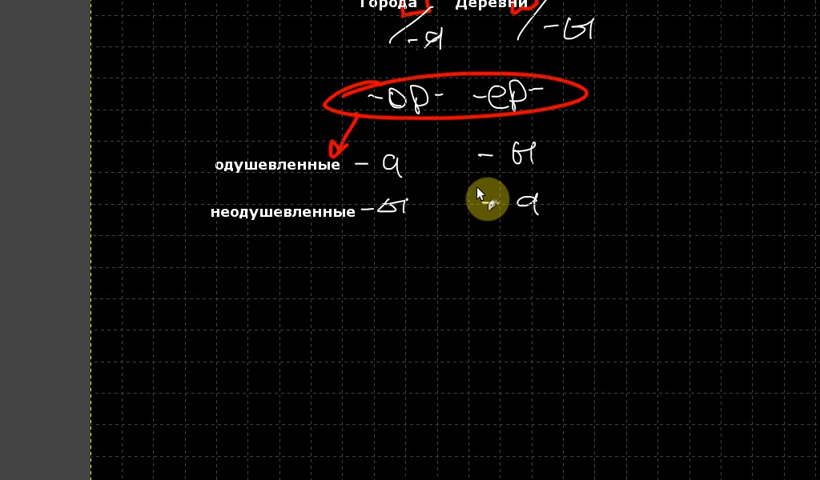 Города Деревни
-я -ы
-ор- -ер-
одушевленные - а - ы
неодушевленные - ы - а